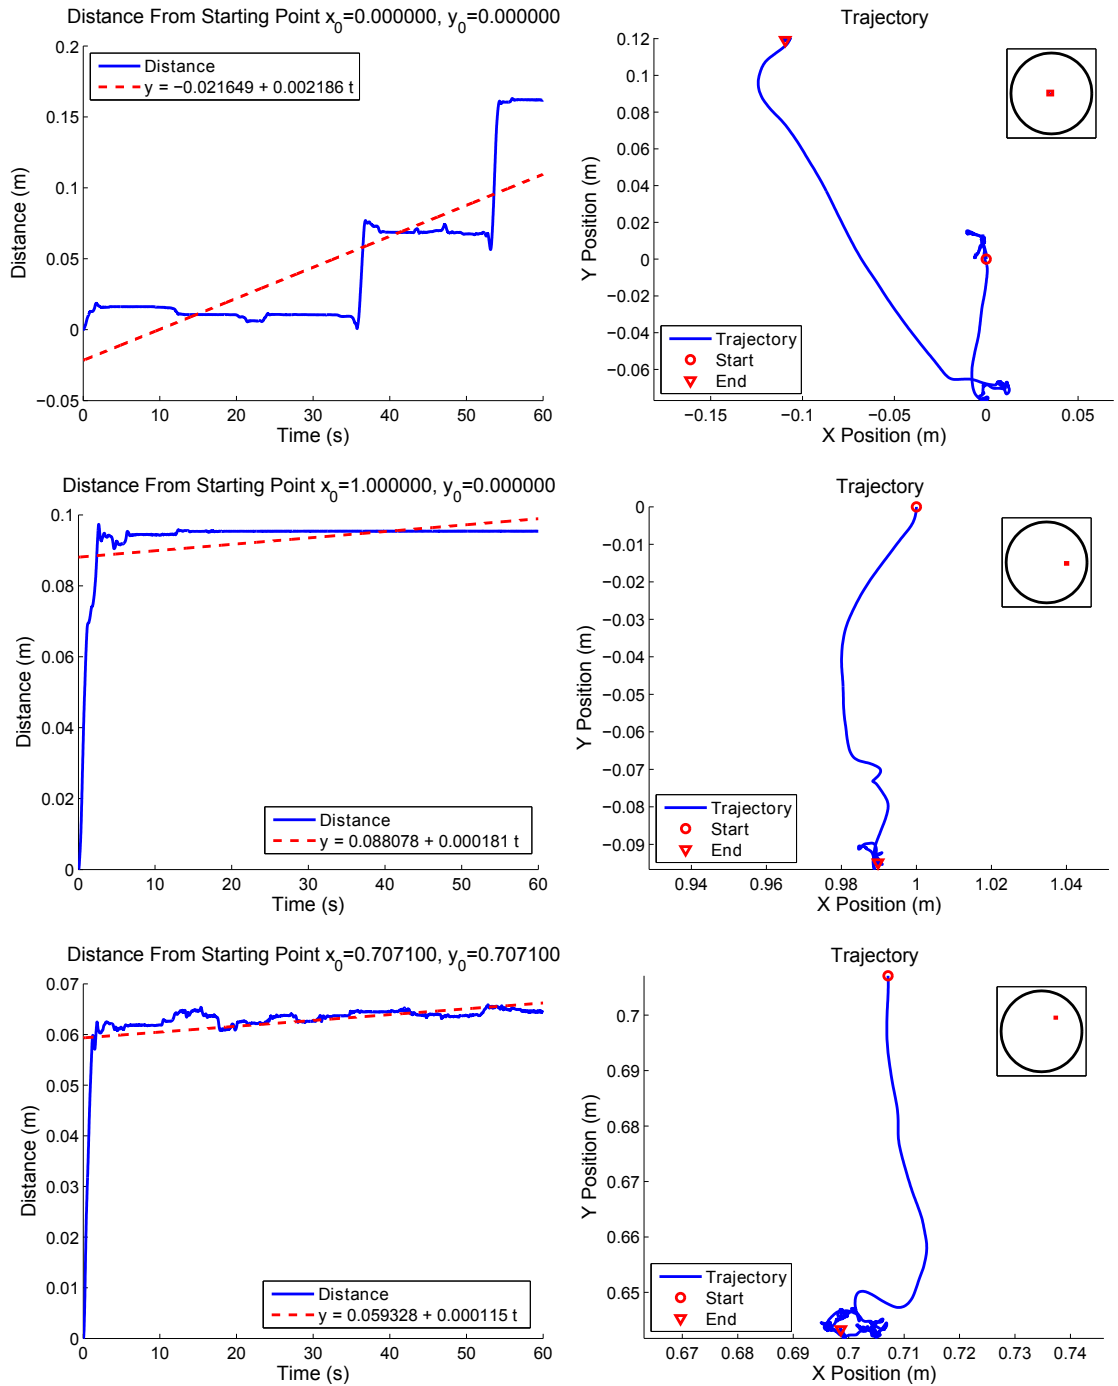 Distance From Starting Point x_0=0.000000, y_0=0.000000
0.2
0.15
0.1
0.05
0
−0.05
Distance (m)
Distance
y = −0.021649 + 0.002186 t
0 10 20 30 40 50 60
Time (s)
Trajectory
0.12
0.1
0.08
0.06
0.04
0.02
0
−0.02
−0.04
−0.06
Y Position (m)
Trajectory
Start
End
−0.15 −0.1 −0.05 0 0.05
X Position (m)
Distance From Starting Point x_0=1.000000, y_0=0.000000
0.1
0.08
0.06
0.04
0.02
0
Distance (m)
Distance
y = 0.088078 + 0.000181 t
0 10 20 30 40 50 60
Time (s)
Trajectory
0
−0.01
−0.02
−0.03
−0.04
−0.05
−0.06
−0.07
−0.08
−0.09
Y Position (m)
Trajectory
Start
End
0.94 0.96 0.98 1 1.02 1.04
X Position (m)
Distance From Starting Point x_0=0.707100, y_0=0.707100
0.07
0.06
0.05
0.04
0.03
0.02
0.01
0
Distance (m)
Distance
y = 0.059328 + 0.000115 t
0 10 20 30 40 50 60
Time (s)
Trajectory
0.7
0.69
0.68
0.67
0.66
0.65
Y Position (m)
Trajectory
Start
End
0.67 0.68 0.69 0.7 0.71 0.72 0.73 0.74
X Position (m)